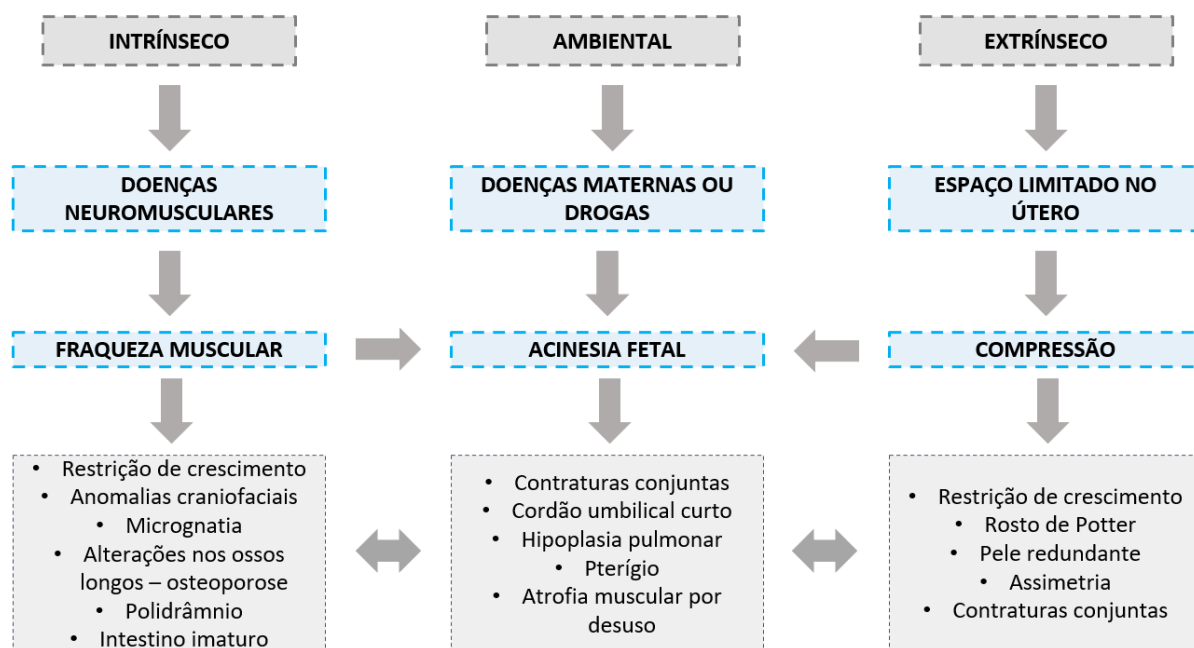 INTRÍNSECO
AMBIENTAL
EXTRÍNSECO
DOENÇAS
NEUROMUSCULARES
DOENÇAS MATERNAS OU
DROGAS
ESPAÇO LIMITADO NO
ÚTERO
FRAQUEZA MUSCULAR
ACINESIA FETAL
COMPRESSÃO
• Restrição de crescimento
• Anomalias craniofaciais
• Micrognatia
• Alterações nos ossos
longos – osteoporose
• Polidrâmnio
• Intestino imaturo
• Contraturas conjuntas
• Cordão umbilical curto
• Hipoplasia pulmonar
• Pterígio
• Atrofia muscular por
desuso
• Restrição de crescimento
• Rosto de Potter
• Pele redundante
• Assimetria
• Contraturas conjuntas